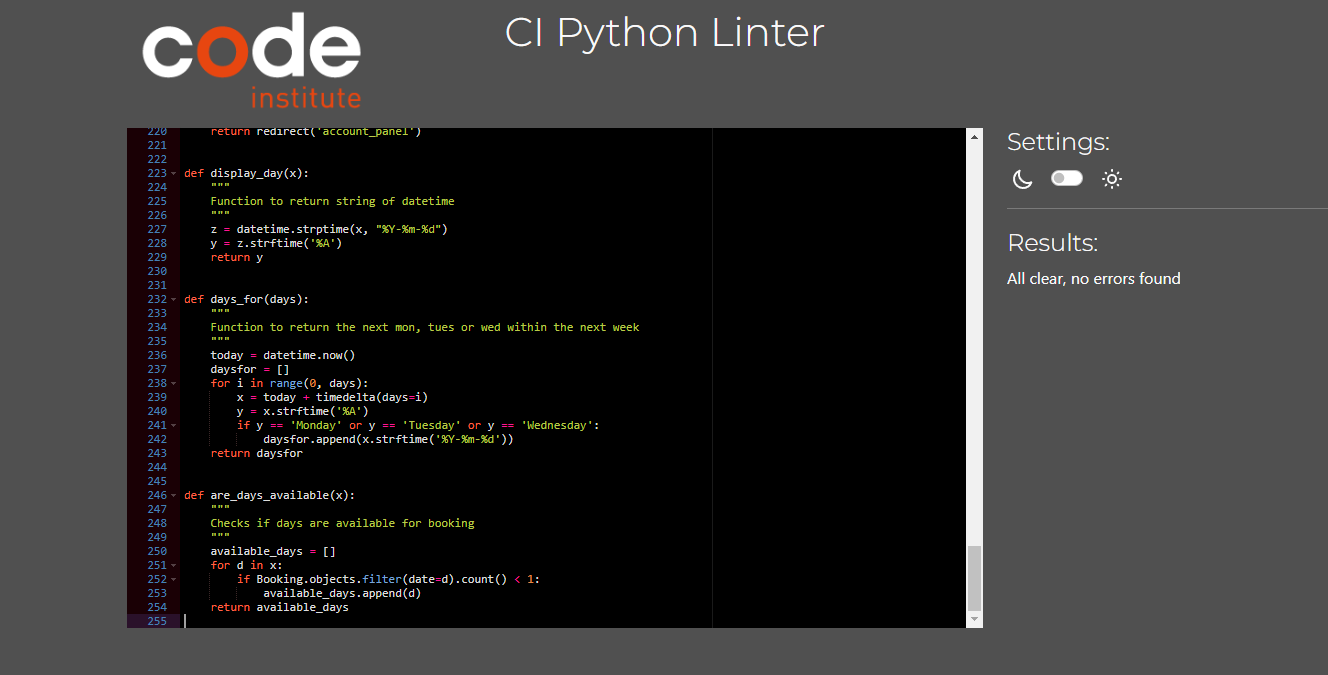 code
institute
CI Python Linter
220     return redirect('account_panel')
221
222
223 def display_day(x):
224     """
225     Function to return string of datetime
226     """
227     z = datetime.strptime(x, "%Y-%m-%d")
228     y = z.strftime('%A')
229     return y
230
231
232 def days_for(days):
233     """
234     Function to return the next mon, tues or wed within the next week
235     """
236     today = datetime.now()
237     daysfor = []
238     for i in range(0, days):
239         x = today + timedelta(days=i)
240         y = x.strftime('%A')
241         if y == 'Monday' or y == 'Tuesday' or y == 'Wednesday':
242             daysfor.append(x.strftime('%Y-%m-%d'))
243     return daysfor
244
245
246 def are_days_available(x):
247     """
248     Checks if days are available for booking
249     """
250     available_days = []
251     for d in x:
252         if Booking.objects.filter(date=d).count() < 1:
253             available_days.append(d)
254     return available_days
255
Settings:
Results:
All clear, no errors found